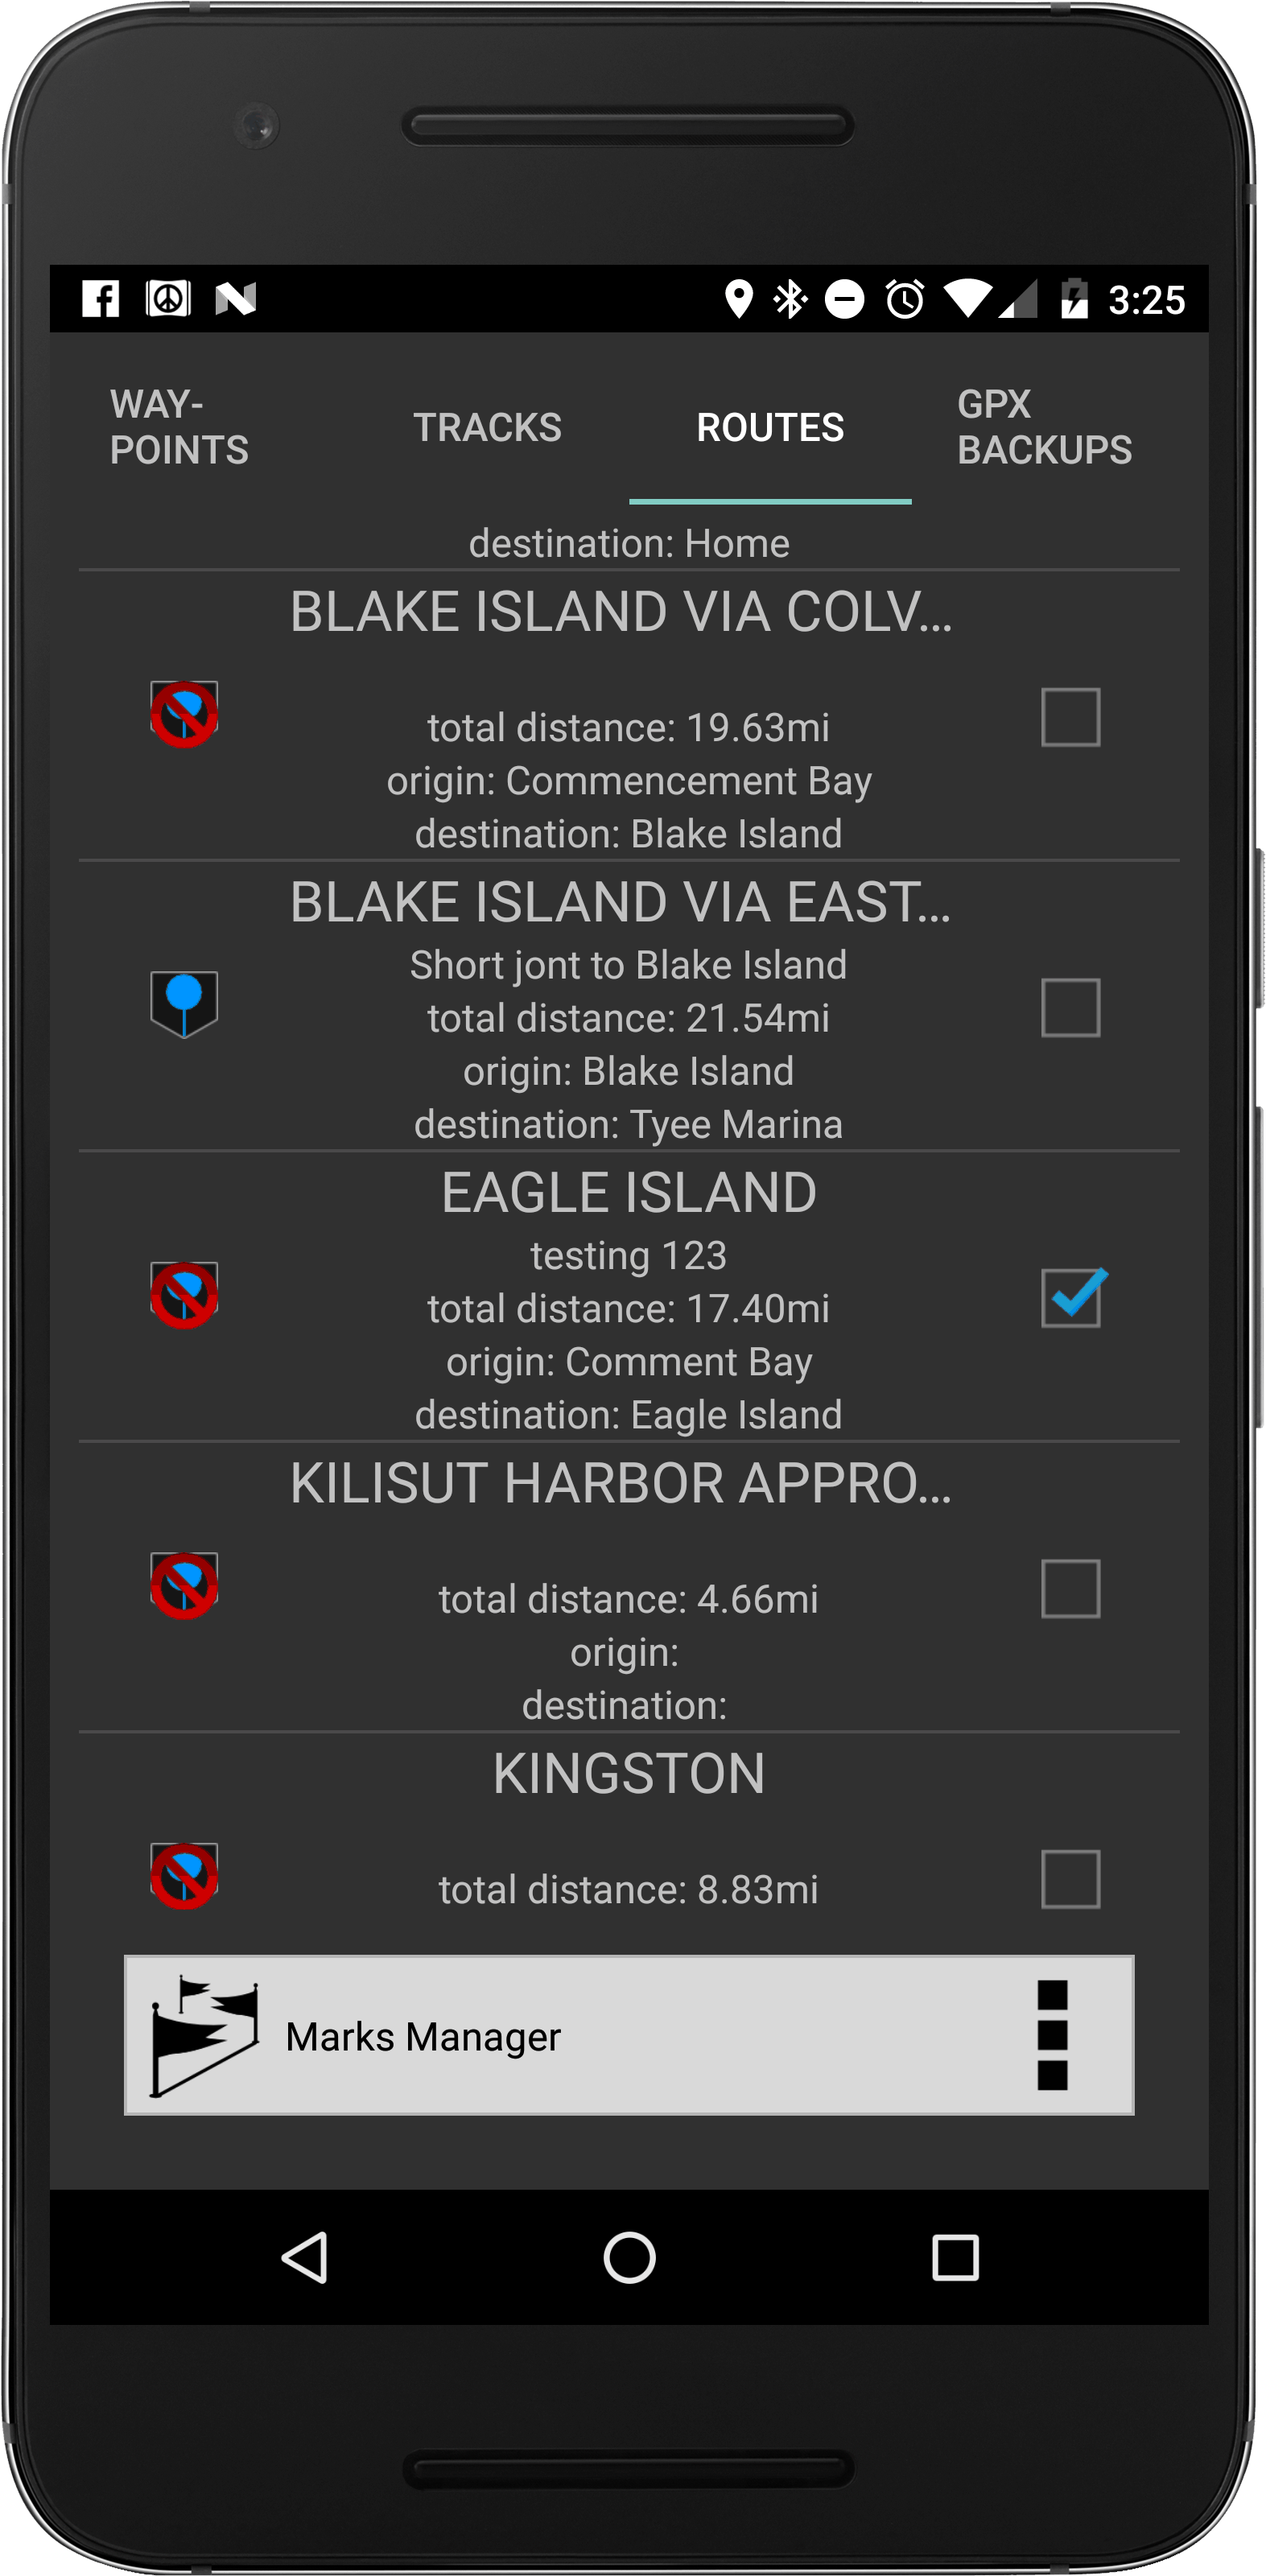 3:25
WAY-
POINTS
TRACKS
ROUTES
GPX
BACKUPS
destination: Home
BLAKE ISLAND VIA COLV...
total distance: 19.63mi
origin: Commencement Bay
destination: Blake Island
BLAKE ISLAND VIA EAST...
Short jont to Blake Island
total distance: 21.54mi
origin: Blake Island
destination: Tyee Marina
EAGLE ISLAND
testing 123
total distance: 17.40mi
origin: Comment Bay
destination: Eagle Island
KILISUT HARBOR APPRO...
total distance: 4.66mi
origin:
destination:
KINGSTON
total distance: 8.83mi
Marks Manager